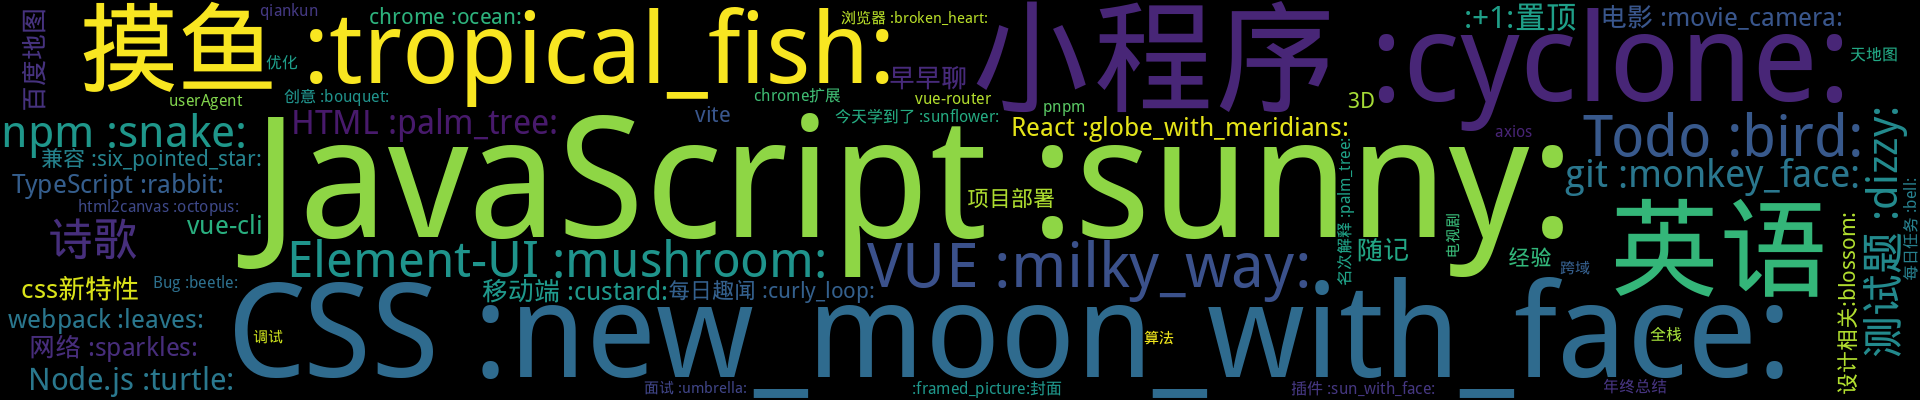 百度地图
摸鱼 :tropical_fish:
qiankun
chrome :ocean:
浏览器 :broken_heart:
小程序 :cyclone:
:+1:置顶
电影 :movie_camera:
天地图
优化
早早聊
userAgent
创意 :bouquet:
chrome扩展
vue-router
3D
npm :snake:
HTML :palm_tree:
vite
今天学到了 :sunflower:
pnpm
React :globe_with_meridians:
axios
Todo :bird:
兼容 :six_pointed_star:
JavaScript :sunny:
git :monkey_face:
测试题 :dizzy:
TypeScript :rabbit:
html2canvas :octopus:
项目部署
名次解释 :palm_tree:
每日任务 :bell:
诗歌
vue-cli
英语
Element-UI :mushroom:
VUE :milky_way:
随记
电视剧
经验
跨域
css新特性
Bug :beetle:
移动端 :custard:
每日趣闻 :curly_loop:
设计相关:blossom:
webpack :leaves:
CSS :new_moon_with_face:
调试
算法
全栈
网络 :sparkles:
Node.js :turtle:
面试 :umbrella:
:framed_picture:封面
插件 :sun_with_face:
年终总结